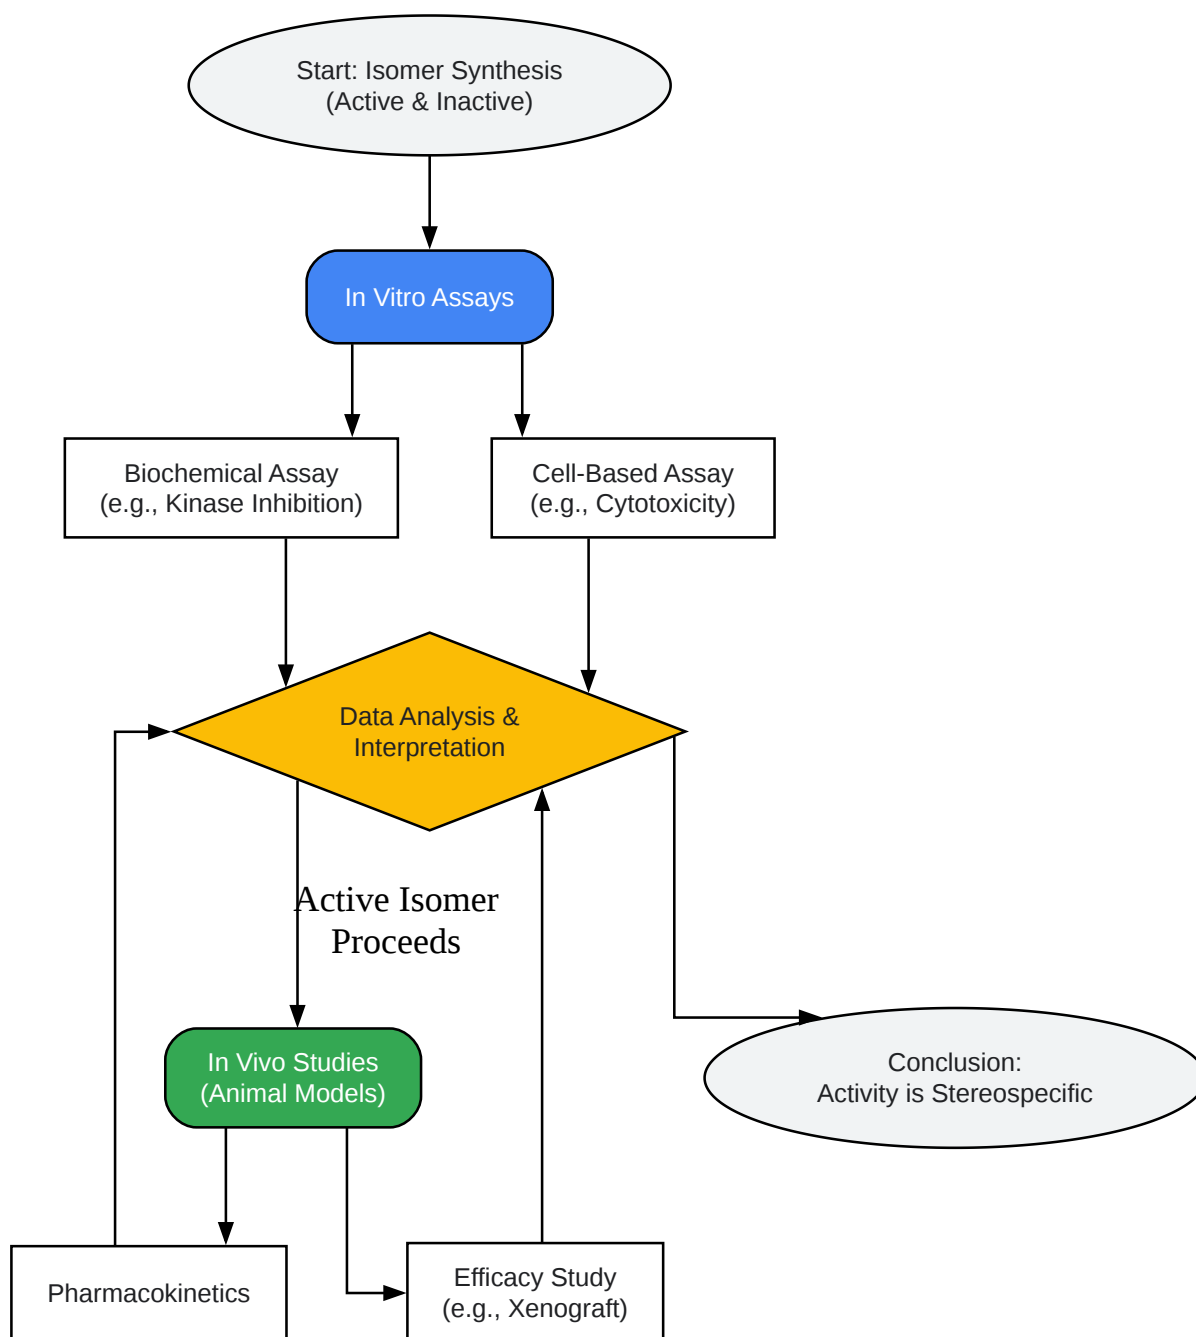 Start: Isomer Synthesis
(Active & Inactive)
In Vitro Assays
Biochemical Assay
(e.g., Kinase Inhibition)
Cell-Based Assay
(e.g., Cytotoxicity)
Data Analysis &
Interpretation
Active Isomer
Proceeds
In Vivo Studies
(Animal Models)
Conclusion:
Activity is Stereospecific
Pharmacokinetics
Efficacy Study
(e.g., Xenograft)